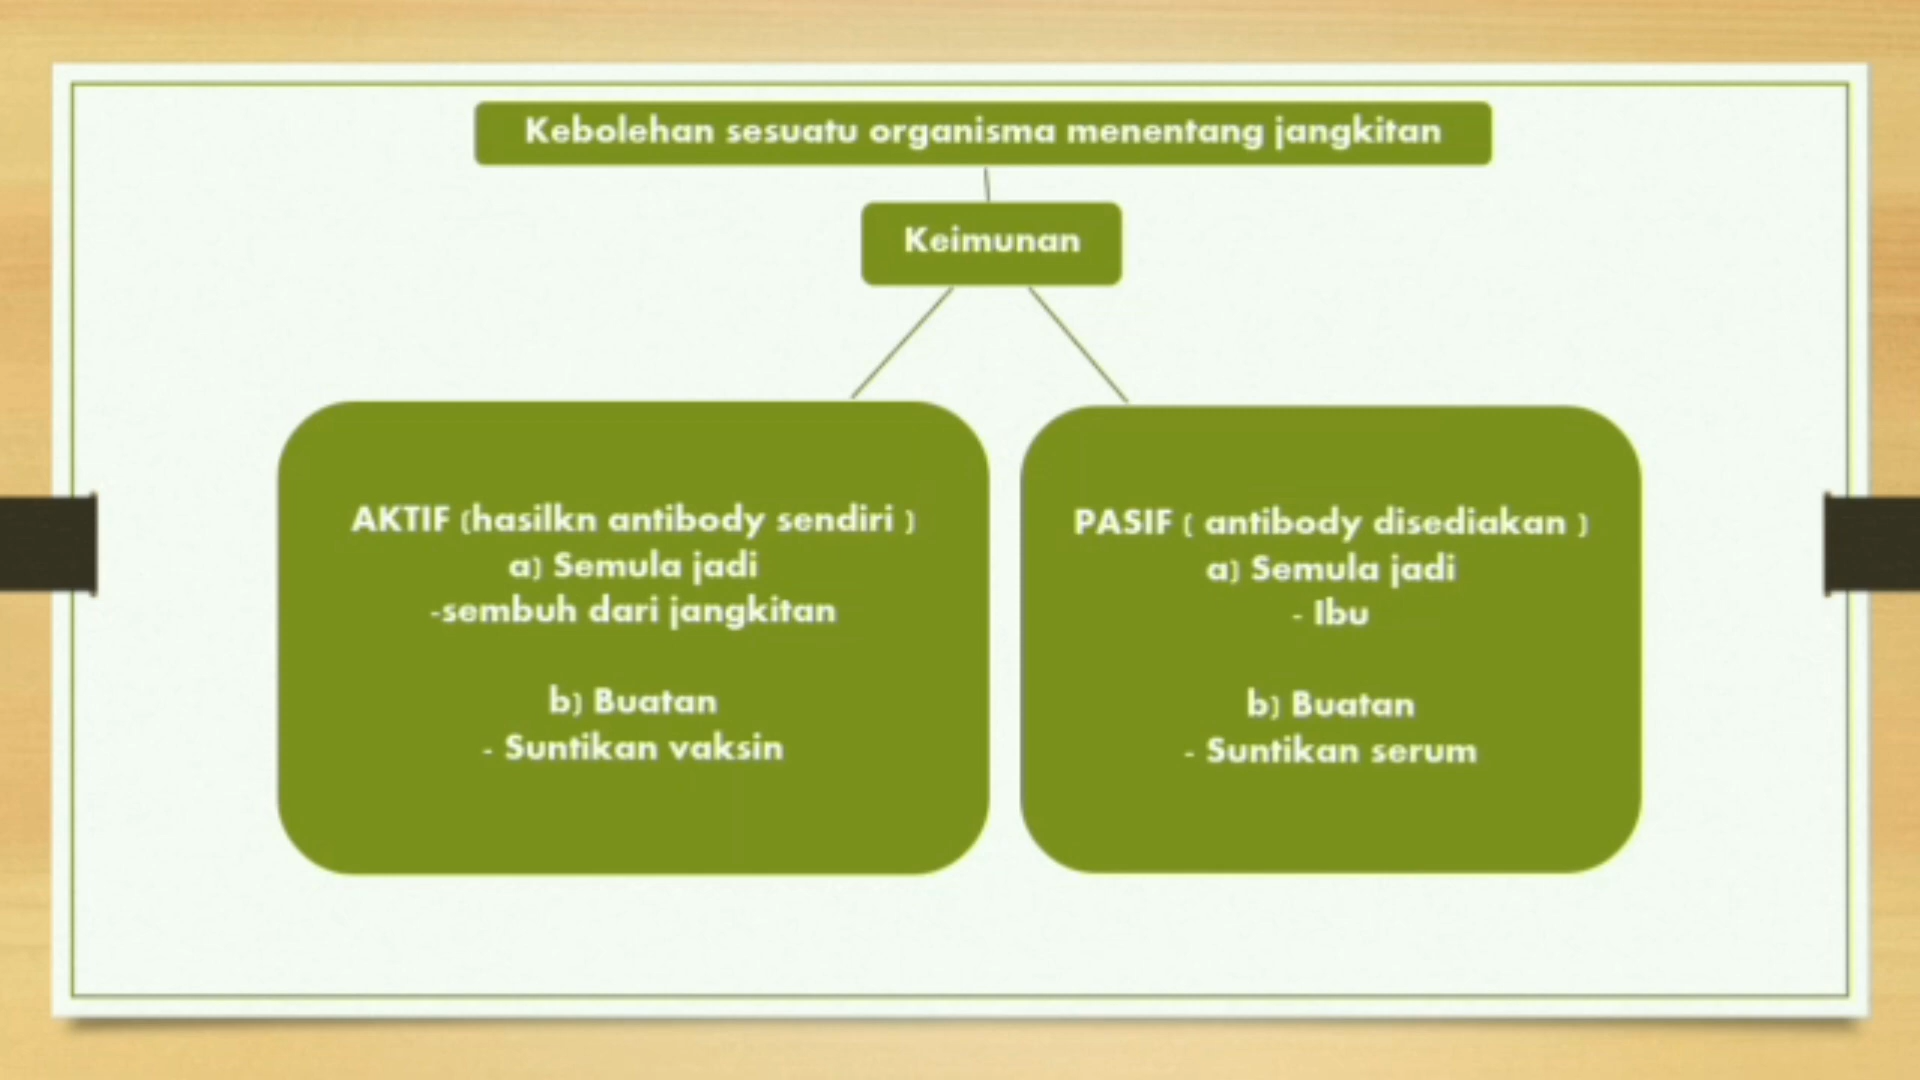 Kebolehan sesuatu organisma menentang jangkitan
Keimunan
AKTIF (hasilkn antibody sendiri )
a) Semula jadi
-sembuh dari jangkitan
b) Buatan
- Suntikan vaksin
PASIF ( antibody disediakan )
a) Semula jadi
- Ibu
b) Buatan
- Suntikan serum